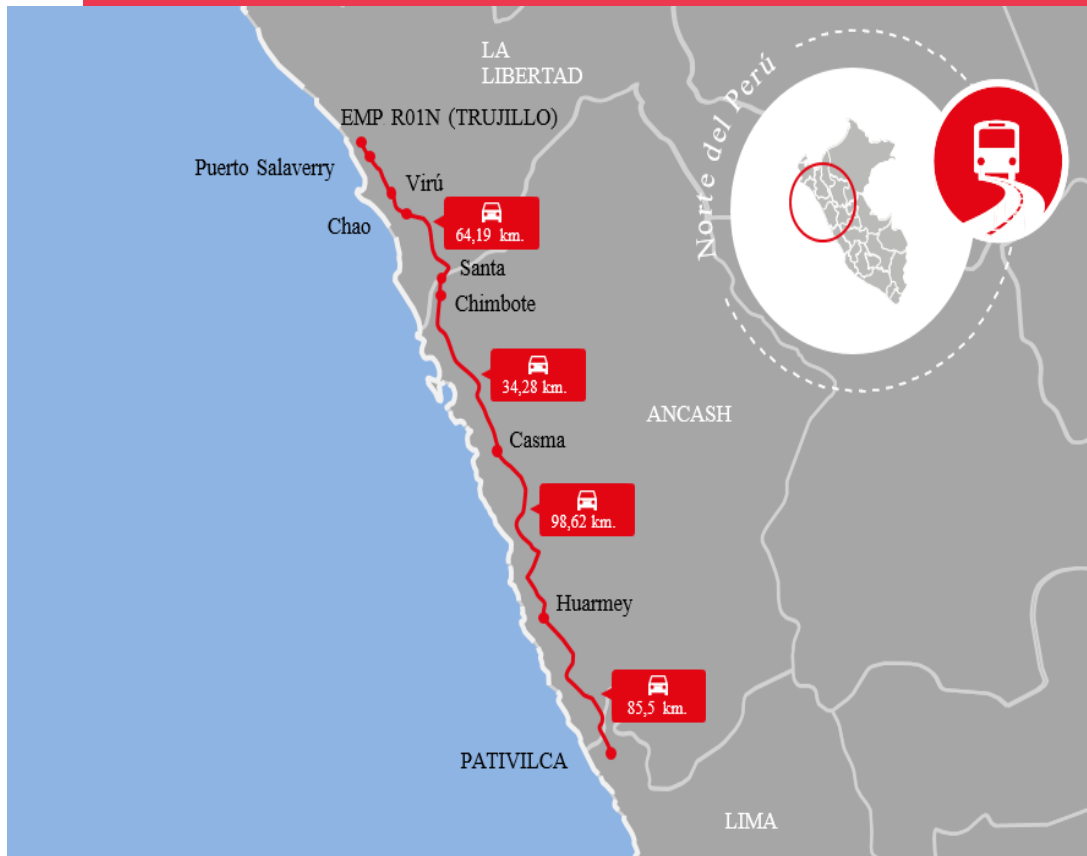 LA
LIBERTAD
Norte del Perú
EMP R01N (TRUJILLO)
Puerto Salaverry
Virú
Chao
64,19 km.
Santa
Chimbote
34,28 km.
ANCASH
Casma
98,62 km.
Huarmey
85,5 km.
PATIVILCA
LIMA